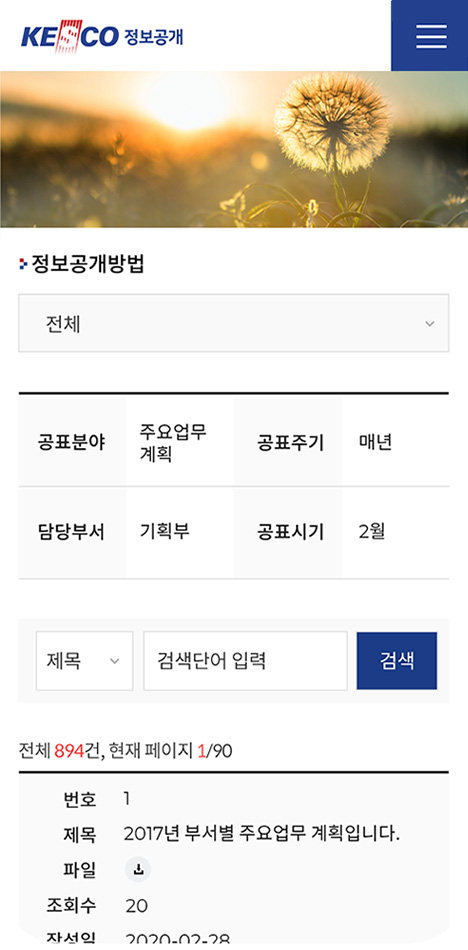 KESCO 정보공개
정보공개방법
전체
공표분야 주요업무 계획 공표주기 매년
담당부서 기획부 공표시기 2월
제목 검색단어 입력 검색
전체 894건, 현재 페이지 1/90
번호 1
제목 2017년 부서별 주요업무 계획입니다.
파일
조회수 20
작성일 2020-02-28